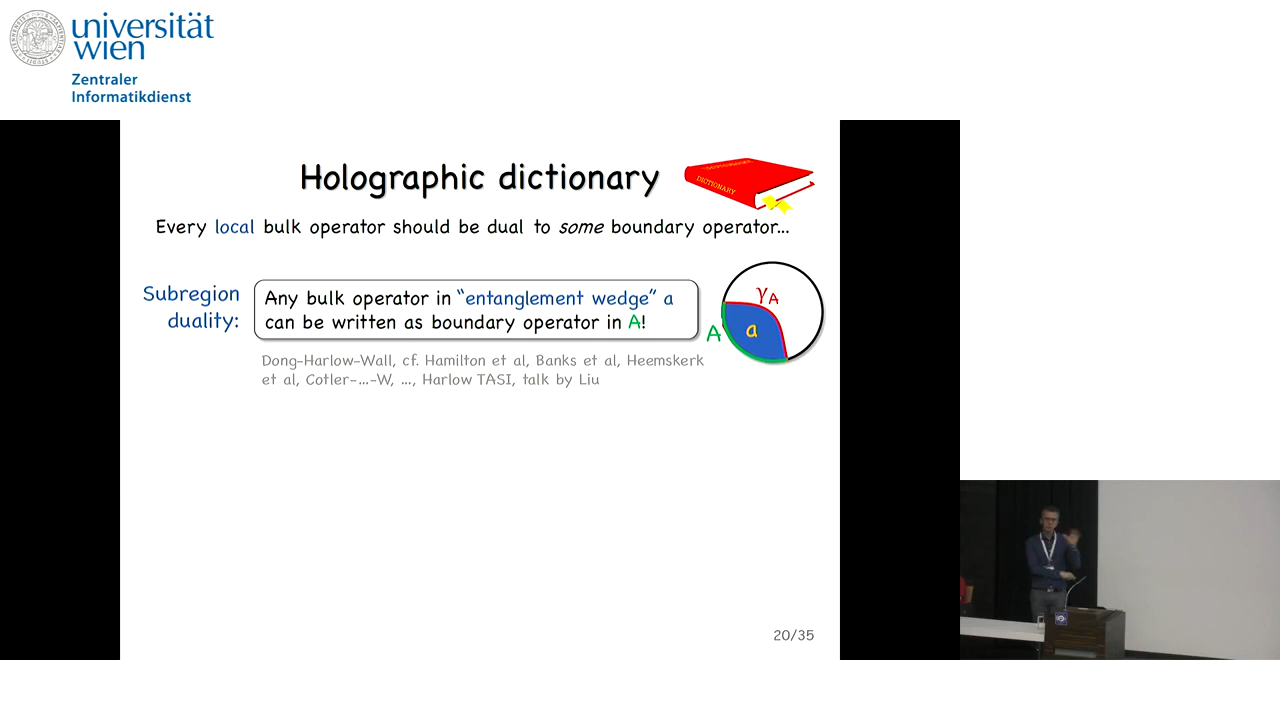 universität
wien
Zentraler
Informatikdienst
Holographic dictionary
DICTIONARY
Every local bulk operator should be dual to some boundary operator...
Subregion
duality:
Any bulk operator in “entanglement wedge” a
can be written as boundary operator in A!
γA
A
a
Dong-Harlow-Wall, cf. Hamilton et al, Banks et al, Heemskerk
et al, Cotler-...-W, ..., Harlow TASI, talk by Liu
20/35